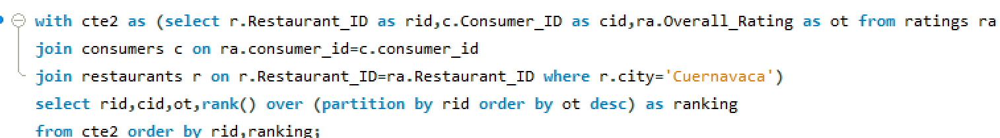 with cte2 as (select r.Restaurant_ID as rid,c.Consumer_ID as cid,ra.Overall_Rating as ot from ratings ra
join consumers c on ra.consumer_id=c.consumer_id
join restaurants r on r.Restaurant_ID=ra.Restaurant_ID where r.city='Cuernavaca')
select rid,cid,ot,rank() over (partition by rid order by ot desc) as ranking
from cte2 order by rid,ranking;